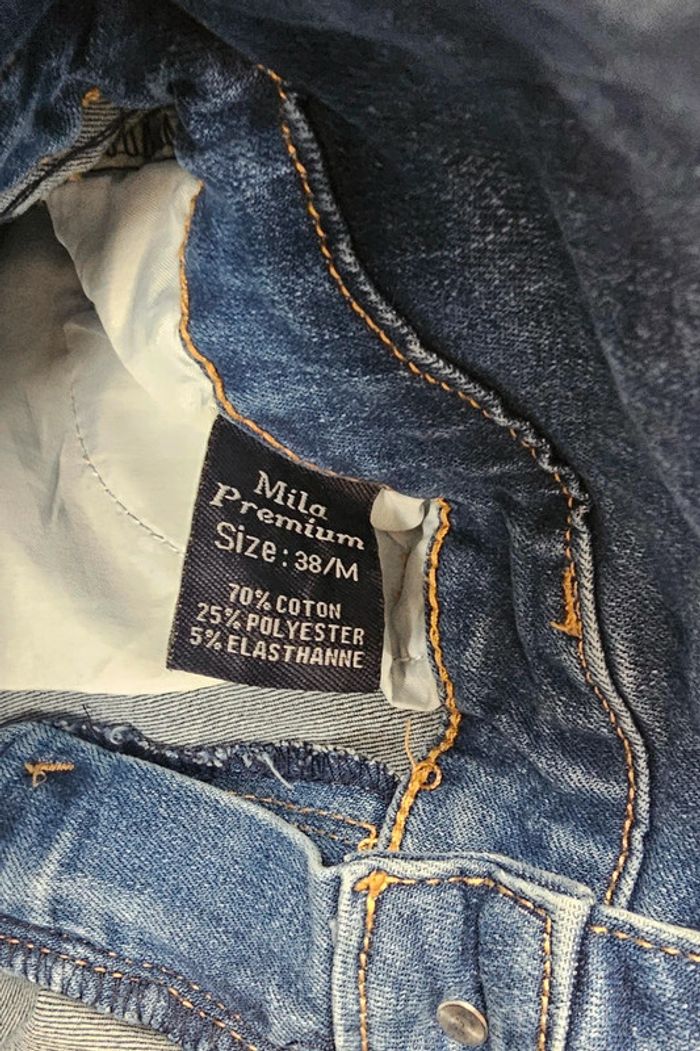 Mila
Premium
Size: 38/M
70% COTON
25% POLYESTER
5% ELASTHANNE